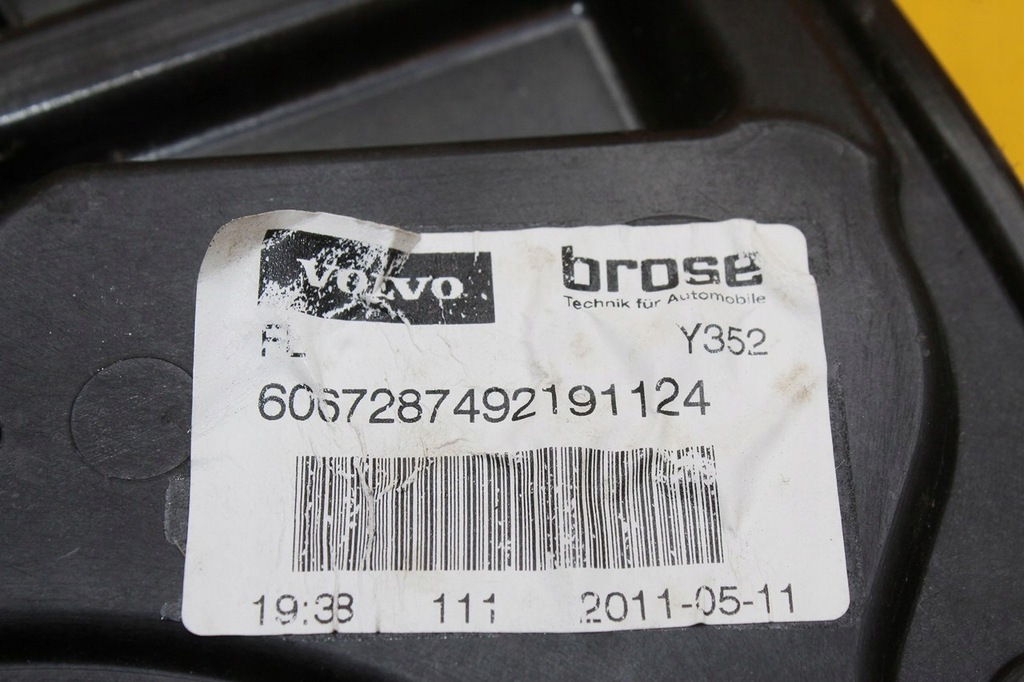 VOLVO
brose
Technik für Automobile
FL Y352
6067287492191124
19:38 111 2011-05-11